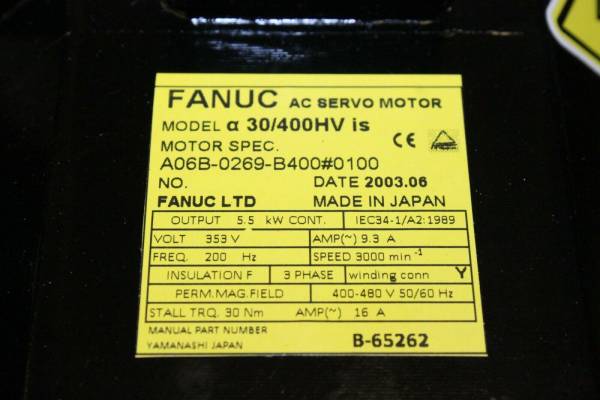 FANUC AC SERVO MOTOR
MODEL α 30/400HV is
MOTOR SPEC.
A06B-0269-B400#0100
NO. DATE 2003.06
FANUC LTD MADE IN JAPAN
OUTPUT 5.5 kW CONT. IEC34-1/A2:1989
VOLT 353 V AMP(~) 9.3 A
FREQ. 200 Hz SPEED 3000 min⁻¹
INSULATION F 3 PHASE winding conn Y
PERM.MAG.FIELD 400-480 V 50/60 Hz
STALL TRQ. 30 Nm AMP(~) 16 A
MANUAL PART NUMBER
YAMANASHI JAPAN B-65262
CE